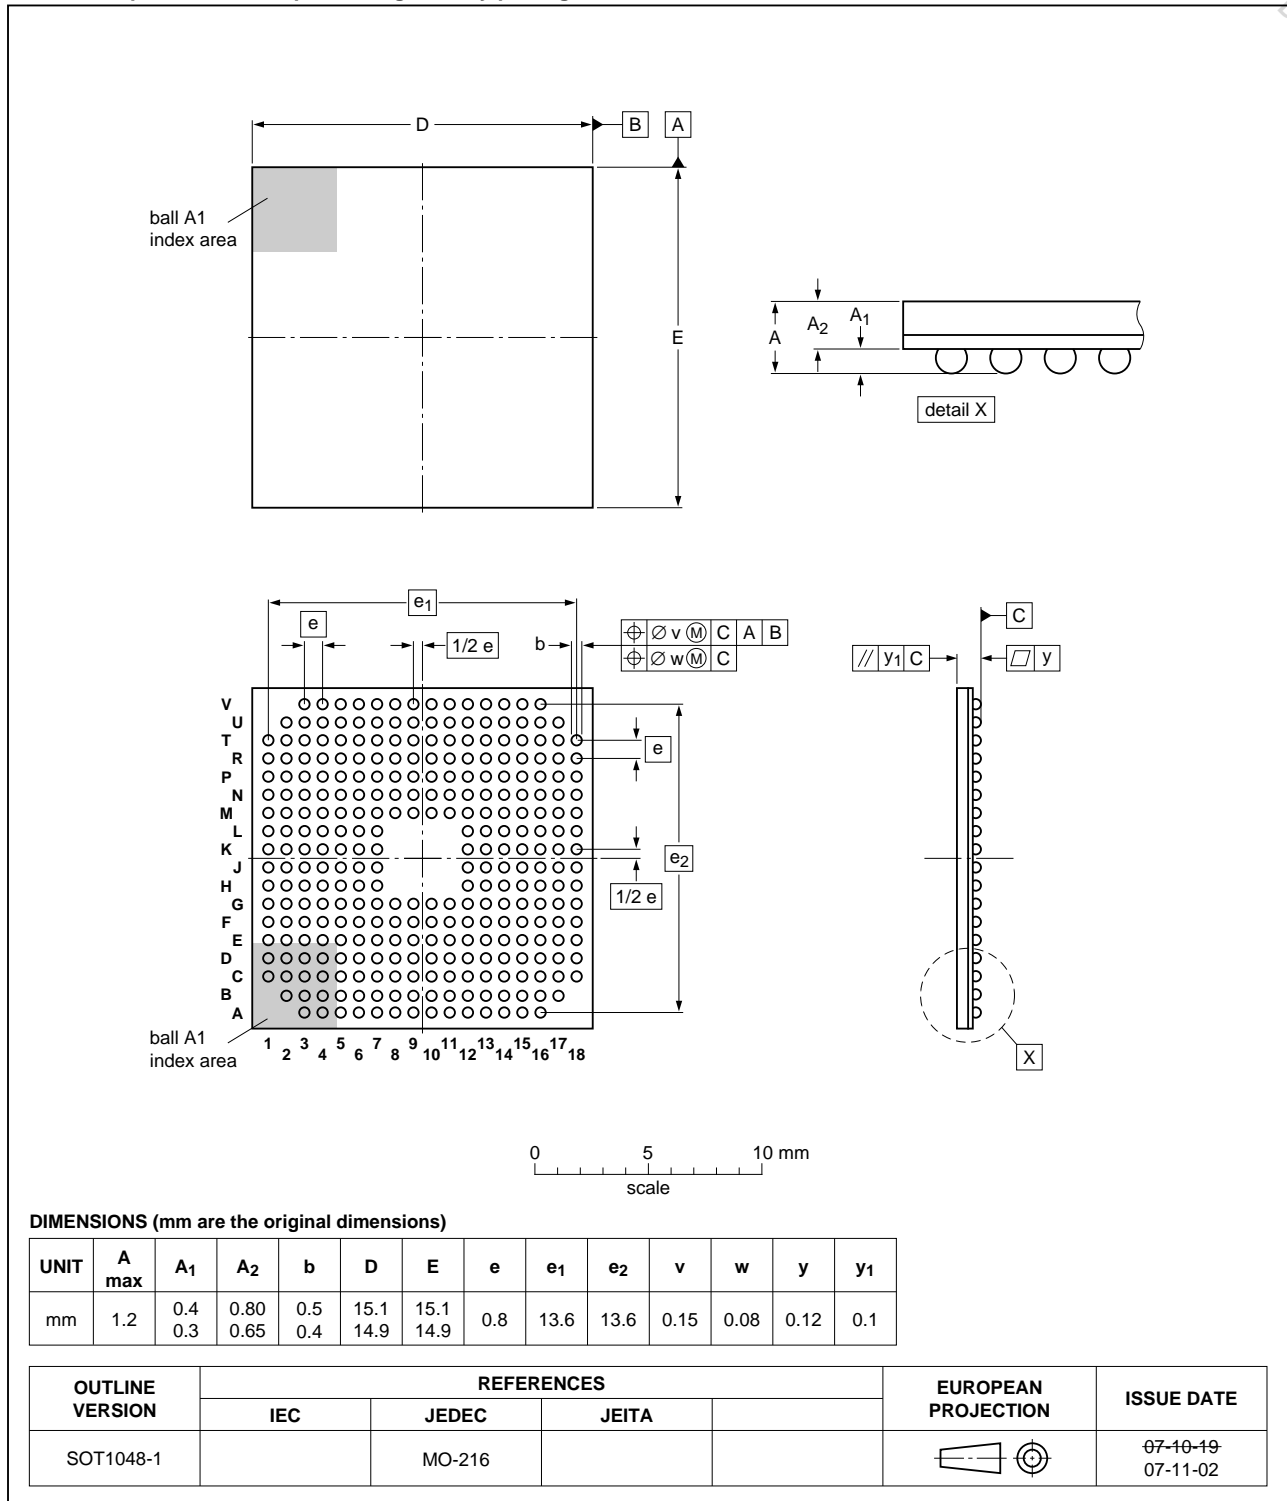 D
B
A
ball A1
index area
E
A
A2
A1
detail X
e1
e
1/2 e
b
⌖ ∅ v Ⓜ C A B
⌖ ∅ w Ⓜ C
// y1 C
C
▱ y
V
U
T
R
P
N
M
L
K
J
H
G
F
E
D
C
B
A
e
e2
1/2 e
ball A1
index area
1 2 3 4 5 6 7 8 9 10 11 12 13 14 15 16 17 18
X
0 5 10 mm
scale
DIMENSIONS (mm are the original dimensions)
UNIT A max A1 A2 b D E e e1 e2 v w y y1
mm 1.2 0.4 0.3 0.80 0.65 0.5 0.4 15.1 14.9 15.1 14.9 0.8 13.6 13.6 0.15 0.08 0.12 0.1
OUTLINE VERSION REFERENCES EUROPEAN PROJECTION ISSUE DATE
IEC JEDEC JEITA
SOT1048-1 MO-216 07-10-19
07-11-02